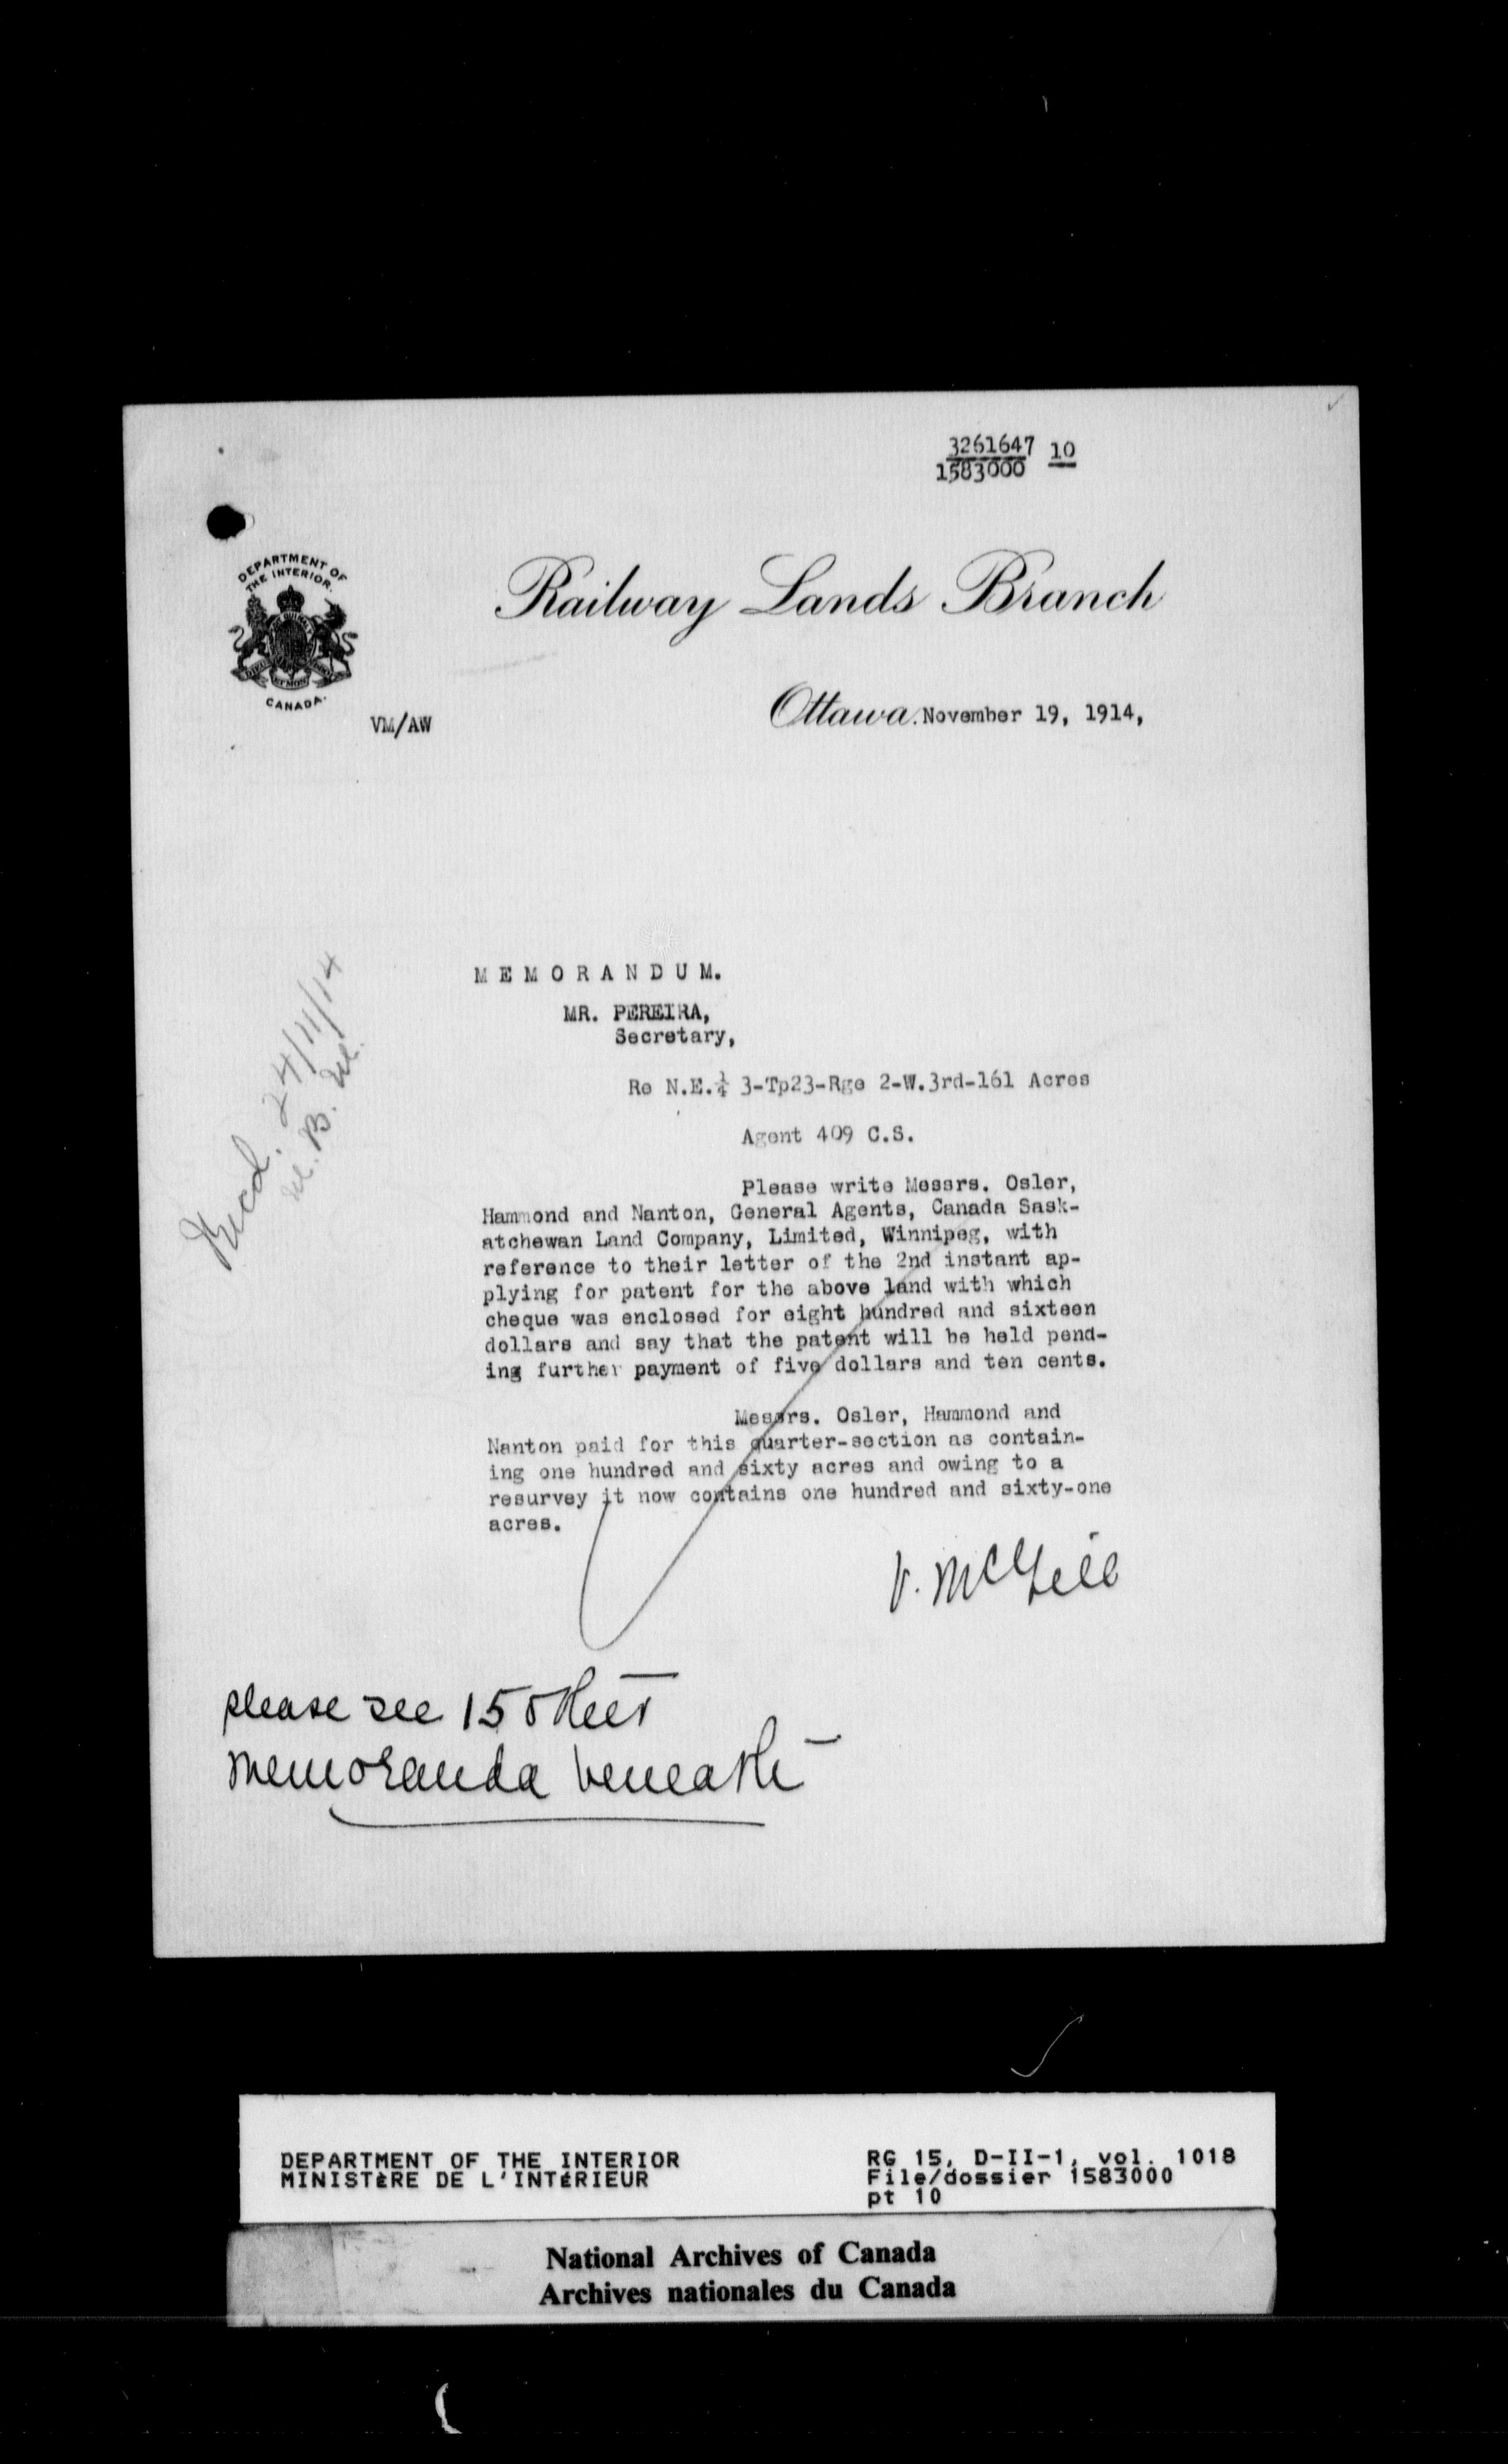 3261647 10
1583000
DEPARTMENT OF
THE INTERIOR.
CANADA.
Railway Lands Branch
VM/AW
Ottawa. November 19, 1914,
Recd. 24/11/14
M E M O R A N D U M.
MR. PEREIRA,
Secretary,
Re N.E.¼ 3-Tp23-Rge 2-W.3rd-161 Acres
Agent 409 C.S.
Please write Messrs. Osler,
Hammond and Nanton, General Agents, Canada Sask-
atchewan Land Company, Limited, Winnipeg, with
reference to their letter of the 2nd instant ap-
plying for patent for the above land with which
cheque was enclosed for eight hundred and sixteen
dollars and say that the patent will be held pend-
ing further payment of five dollars and ten cents.
Messrs. Osler, Hammond and
Nanton paid for this quarter-section as contain-
ing one hundred and sixty acres and owing to a
resurvey it now contains one hundred and sixty-one
acres.
V. McGill
please see 15 other
memoranda beneath
DEPARTMENT OF THE INTERIOR
MINISTÈRE DE L'INTÉRIEUR
RG 15, D-II-1, vol. 1018
File/dossier 1583000
pt 10
National Archives of Canada
Archives nationales du Canada